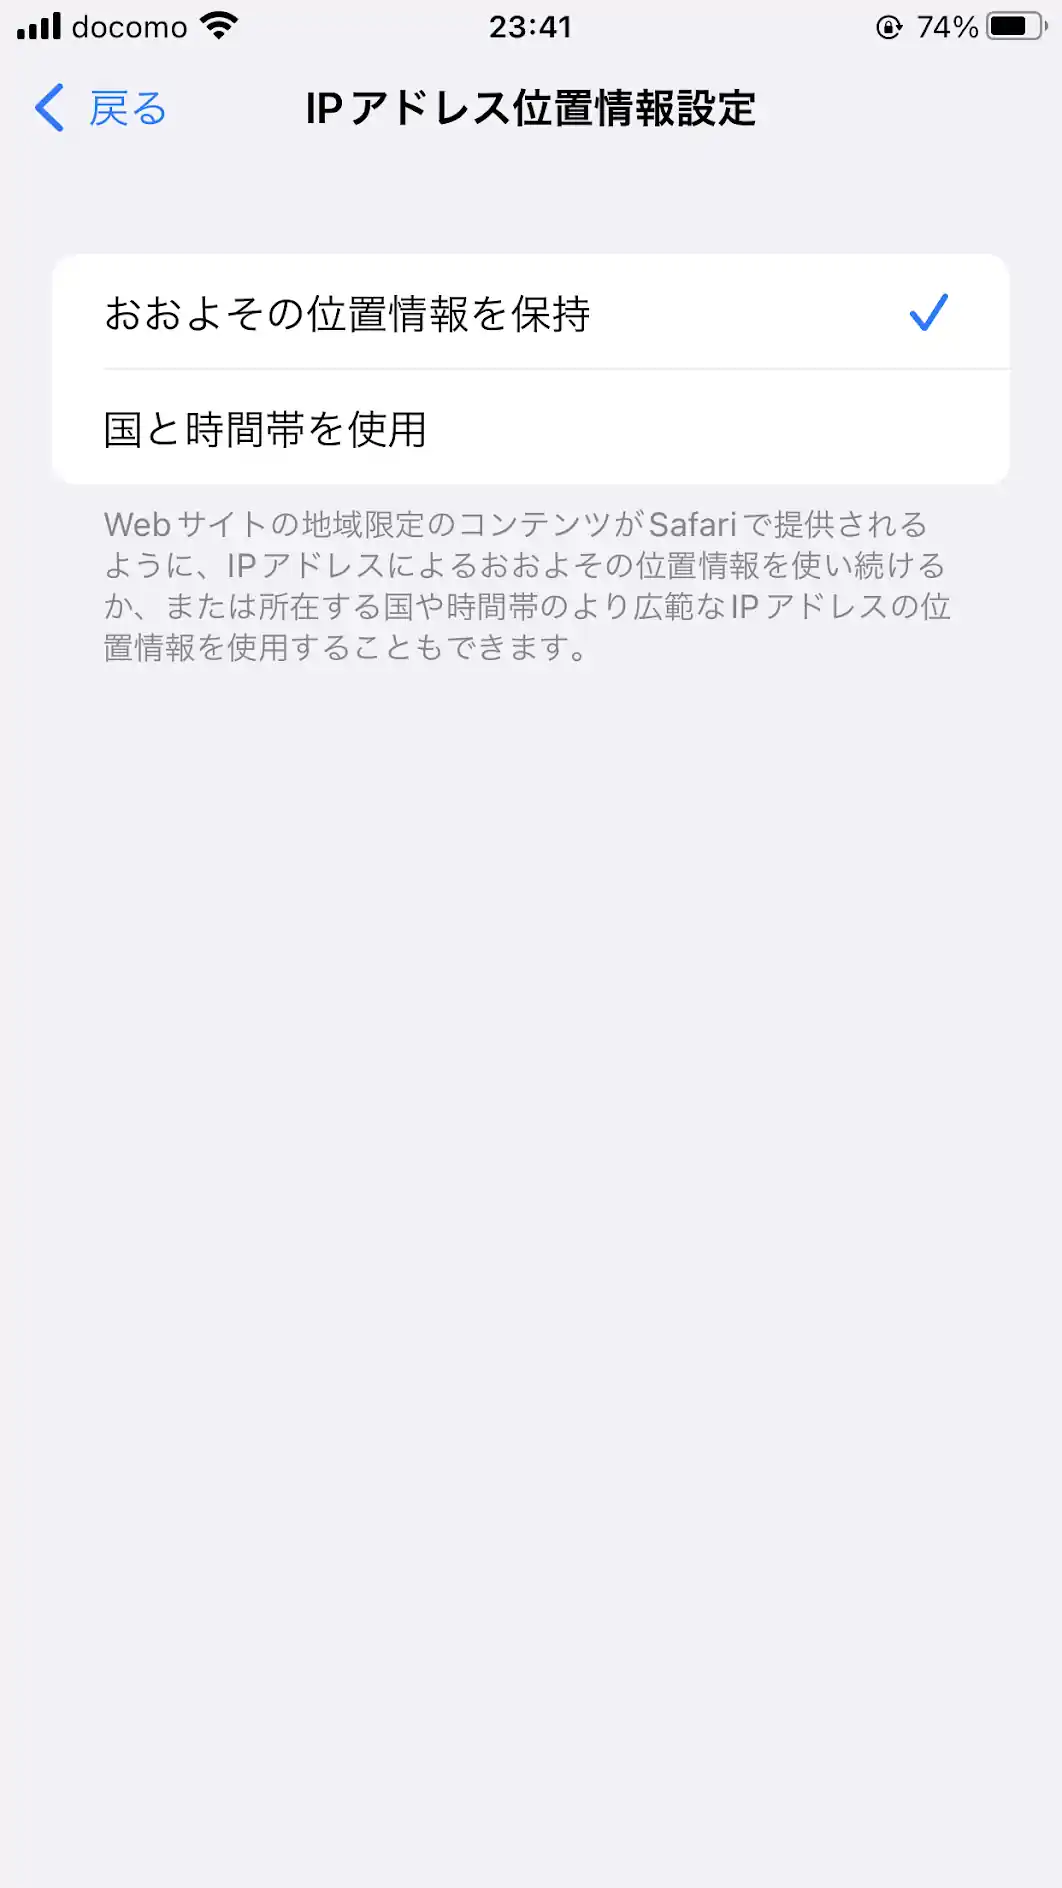 docomo 23:41 74%
戻る IPアドレス位置情報設定
おおよその位置情報を保持
国と時間帯を使用
Webサイトの地域限定のコンテンツがSafariで提供される
ように、IPアドレスによるおおよその位置情報を使い続ける
か、または所在する国や時間帯のより広範なIPアドレスの位
置情報を使用することもできます。